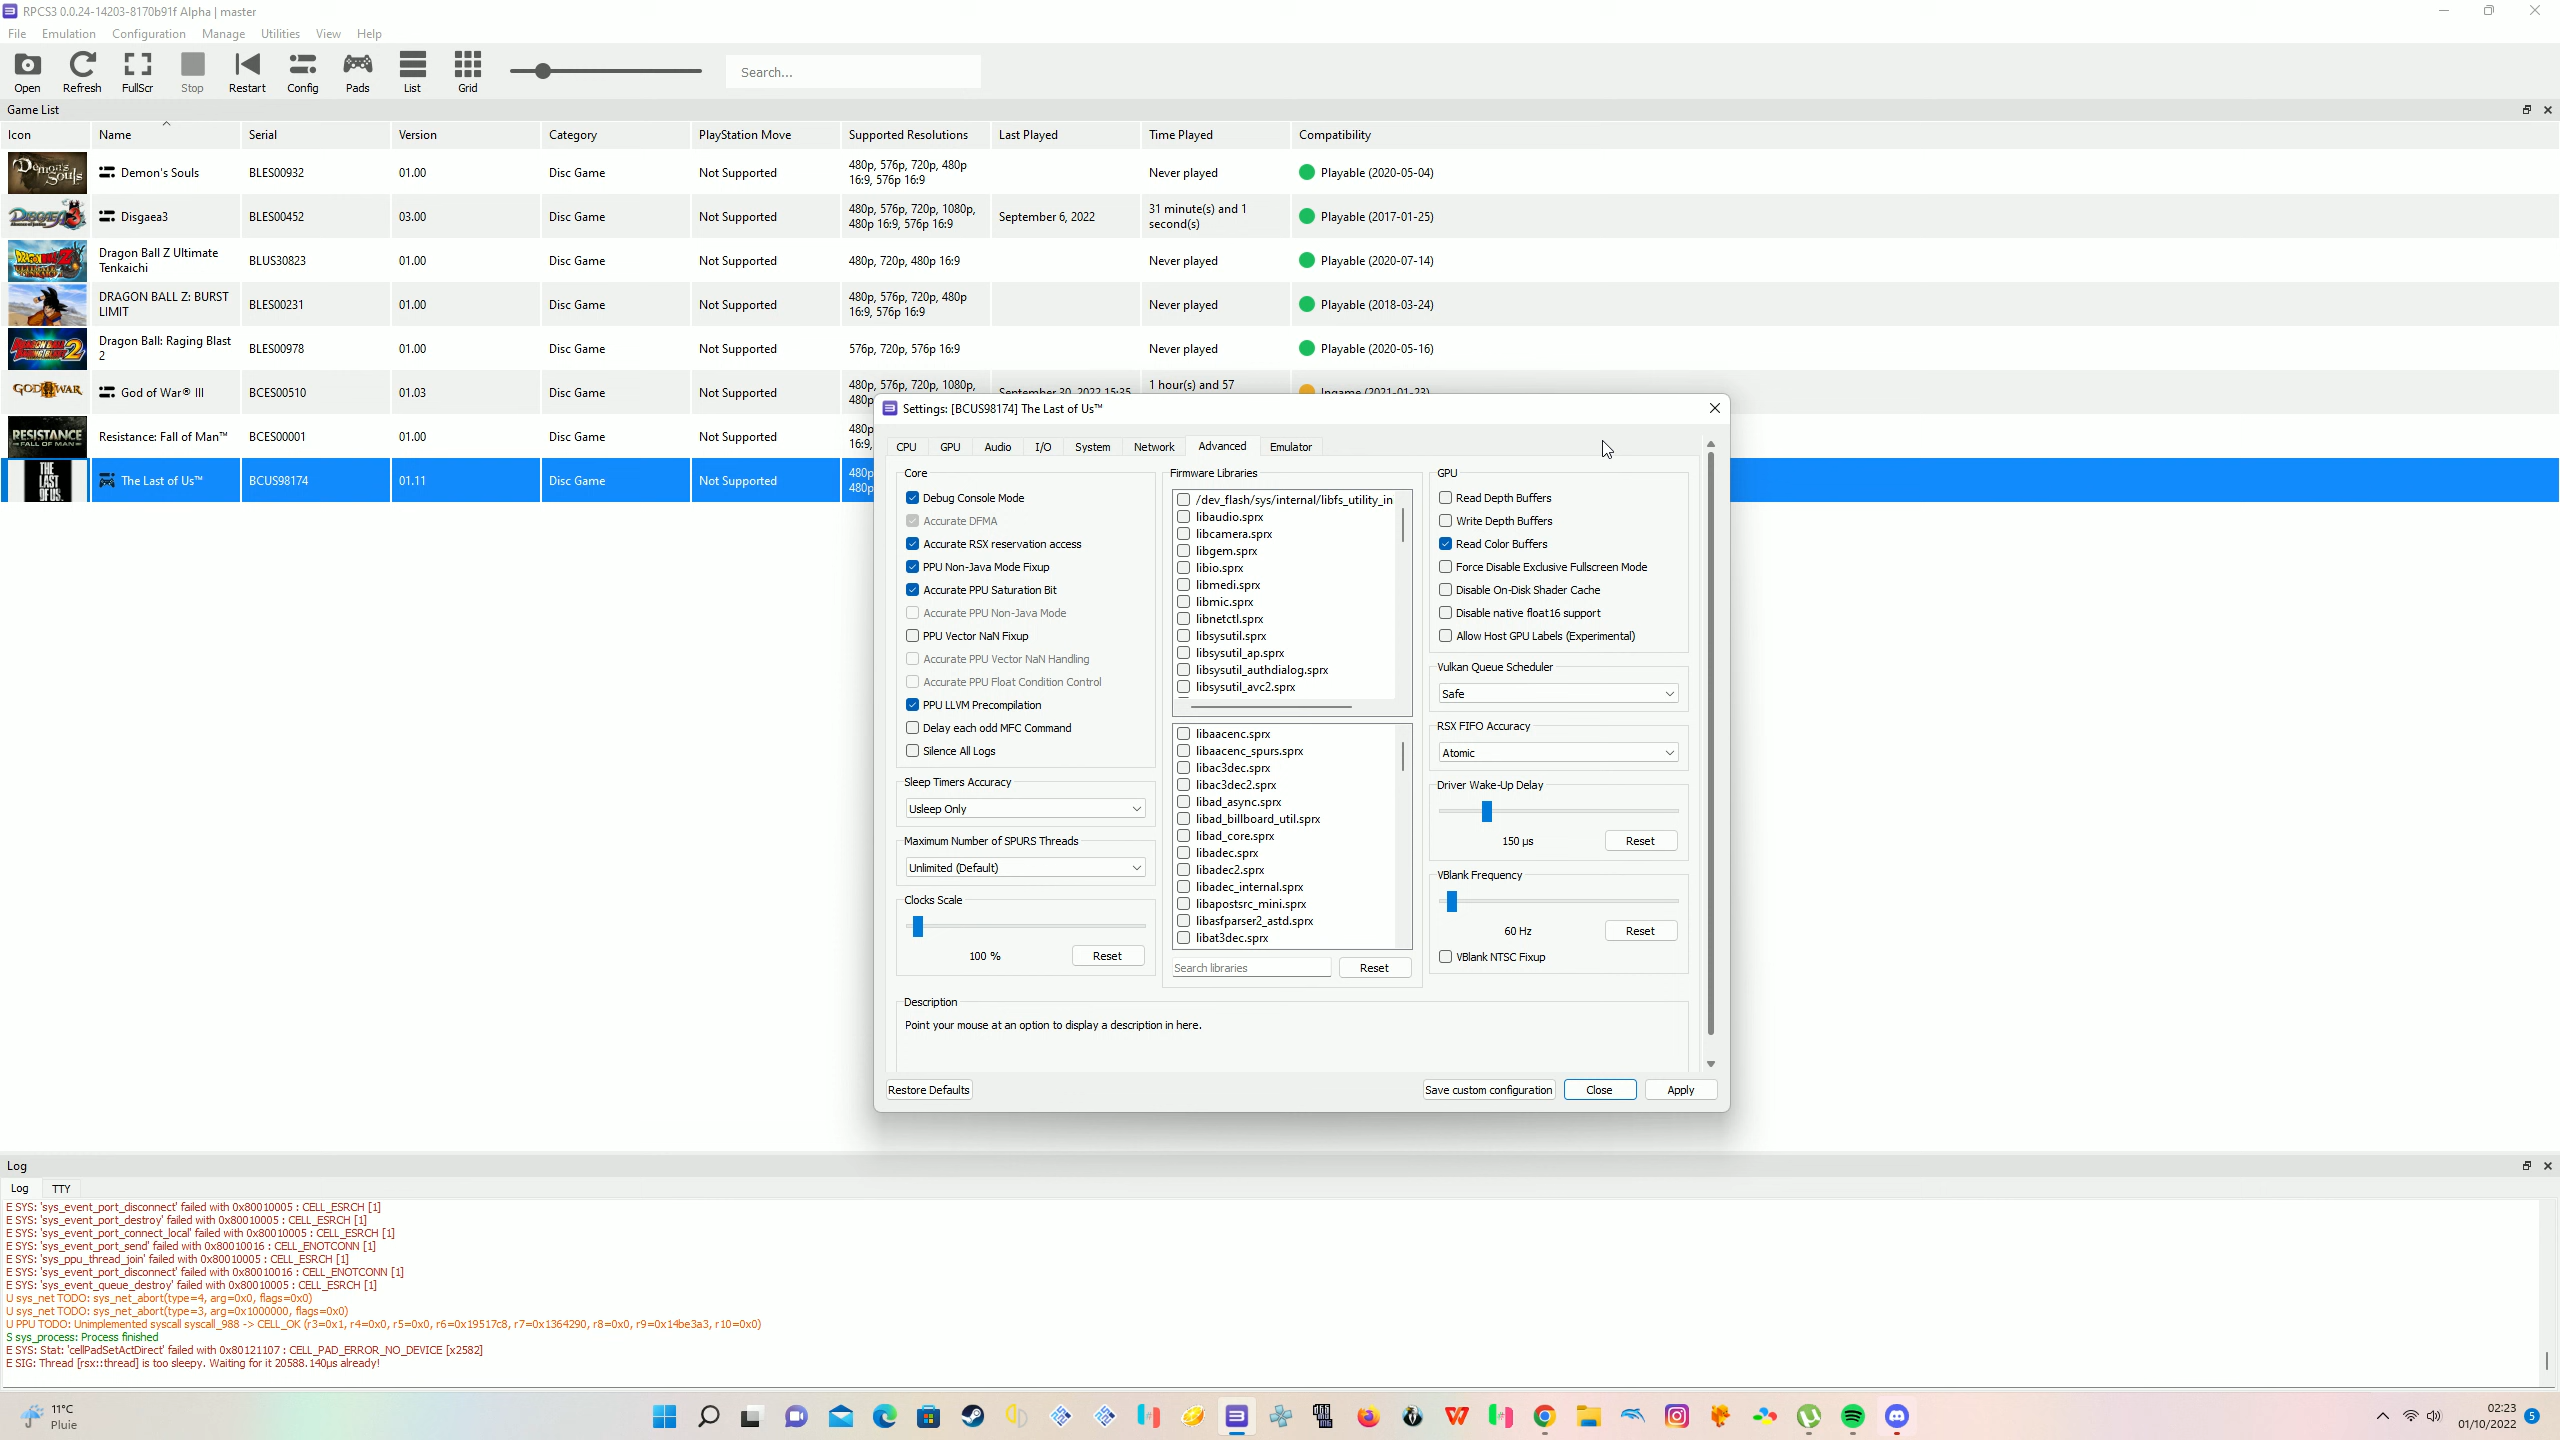 RPCS3 0.0.24-14203-8170b91f Alpha | master
File Emulation Configuration Manage Utilities View Help
Open Refresh FullScr Stop Restart Config Pads List Grid Search...
Game List
Icon Name Serial Version Category PlayStation Move Supported Resolutions Last Played Time Played Compatibility
Demon's Souls BLES00932 01.00 Disc Game Not Supported 480p, 576p, 720p, 480p
16:9, 576p 16:9 Never played Playable (2020-05-04)
Disgaea3 BLES00452 03.00 Disc Game Not Supported 480p, 576p, 720p, 1080p,
480p 16:9, 576p 16:9 September 6, 2022 31 minute(s) and 1
second(s) Playable (2017-01-25)
Dragon Ball Z Ultimate
Tenkaichi BLUS30823 01.00 Disc Game Not Supported 480p, 720p, 480p 16:9 Never played Playable (2020-07-14)
DRAGON BALL Z: BURST
LIMIT BLES00231 01.00 Disc Game Not Supported 480p, 576p, 720p, 480p
16:9, 576p 16:9 Never played Playable (2018-03-24)
Dragon Ball: Raging Blast
2 BLES00978 01.00 Disc Game Not Supported 576p, 720p, 576p 16:9 Never played Playable (2020-05-16)
GOD WAR God of War® III BCES00510 01.03 Disc Game Not Supported 480p, 576p, 720p, 1080p,
480p September 30, 2022 15:35 1 hour(s) and 57 Ingame (2021-01-23)
RESISTANCE FALL OF MAN Resistance: Fall of Man™ BCES00001 01.00 Disc Game Not Supported 480p
16:9,
THE LAST OF US The Last of Us™ BCUS98174 01.11 Disc Game Not Supported 480p
480p
Settings: [BCUS98174] The Last of Us™
CPU GPU Audio I/O System Network Advanced Emulator
Core
Debug Console Mode
Accurate DFMA
Accurate RSX reservation access
PPU Non-Java Mode Fixup
Accurate PPU Saturation Bit
Accurate PPU Non-Java Mode
PPU Vector NaN Fixup
Accurate PPU Vector NaN Handling
Accurate PPU Float Condition Control
PPU LLVM Precompilation
Delay each odd MFC Command
Silence All Logs
Sleep Timers Accuracy
Usleep Only
Maximum Number of SPURS Threads
Unlimited (Default)
Clocks Scale
100 % Reset
Firmware Libraries
/dev_flash/sys/internal/libfs_utility_in
libaudio.sprx
libcamera.sprx
libgem.sprx
libio.sprx
libmedi.sprx
libmic.sprx
libnetctl.sprx
libsysutil.sprx
libsysutil_ap.sprx
libsysutil_authdialog.sprx
libsysutil_avc2.sprx
libaacenc.sprx
libaacenc_spurs.sprx
libac3dec.sprx
libac3dec2.sprx
libad_async.sprx
libad_billboard_util.sprx
libad_core.sprx
libadec.sprx
libadec2.sprx
libadec_internal.sprx
libapostsrc_mini.sprx
libasfparser2_astd.sprx
libat3dec.sprx
Search libraries Reset
GPU
Read Depth Buffers
Write Depth Buffers
Read Color Buffers
Force Disable Exclusive Fullscreen Mode
Disable On-Disk Shader Cache
Disable native float16 support
Allow Host GPU Labels (Experimental)
Vulkan Queue Scheduler
Safe
RSX FIFO Accuracy
Atomic
Driver Wake-Up Delay
150 µs Reset
VBlank Frequency
60 Hz Reset
VBlank NTSC Fixup
Description
Point your mouse at an option to display a description in here.
Restore Defaults Save custom configuration Close Apply
Log
Log TTY
E SYS: 'sys_event_port_disconnect' failed with 0x80010005 : CELL_ESRCH [1]
E SYS: 'sys_event_port_destroy' failed with 0x80010005 : CELL_ESRCH [1]
E SYS: 'sys_event_port_connect_local' failed with 0x80010005 : CELL_ESRCH [1]
E SYS: 'sys_event_port_send' failed with 0x80010016 : CELL_ENOTCONN [1]
E SYS: 'sys_ppu_thread_join' failed with 0x80010005 : CELL_ESRCH [1]
E SYS: 'sys_event_port_disconnect' failed with 0x80010016 : CELL_ENOTCONN [1]
E SYS: 'sys_event_queue_destroy' failed with 0x80010005 : CELL_ESRCH [1]
U sys_net TODO: sys_net_abort(type=4, arg=0x0, flags=0x0)
U sys_net TODO: sys_net_abort(type=3, arg=0x1000000, flags=0x0)
U PPU TODO: Unimplemented syscall syscall_988 -> CELL_OK (r3=0x1, r4=0x0, r5=0x0, r6=0x19517c8, r7=0x1364290, r8=0x0, r9=0x14be3a3, r10=0x0)
S sys_process: Process finished
E SYS: Stat: 'cellPadSetActDirect' failed with 0x80121107 : CELL_PAD_ERROR_NO_DEVICE [x2582]
E SIG: Thread [rsx::thread] is too sleepy. Waiting for it 20588.140µs already!
11°C
Pluie
02:23
01/10/2022 5